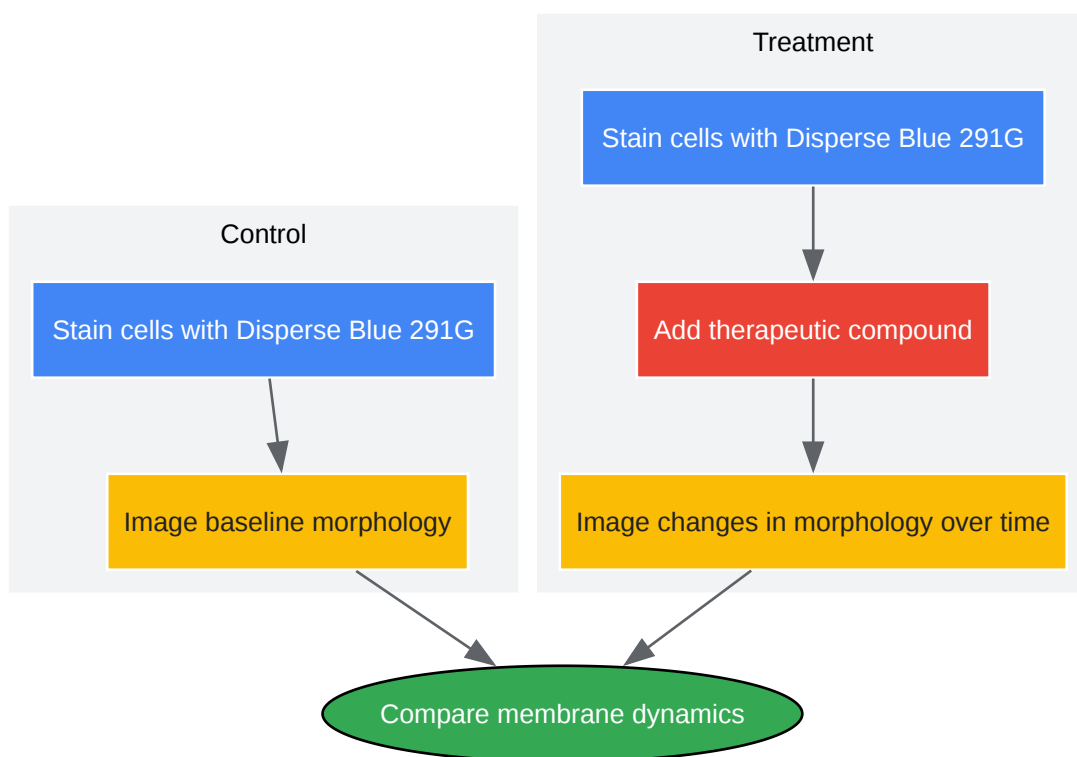 Control
Stain cells with Disperse Blue 291G
Image baseline morphology
Treatment
Stain cells with Disperse Blue 291G
Add therapeutic compound
Image changes in morphology over time
Compare membrane dynamics